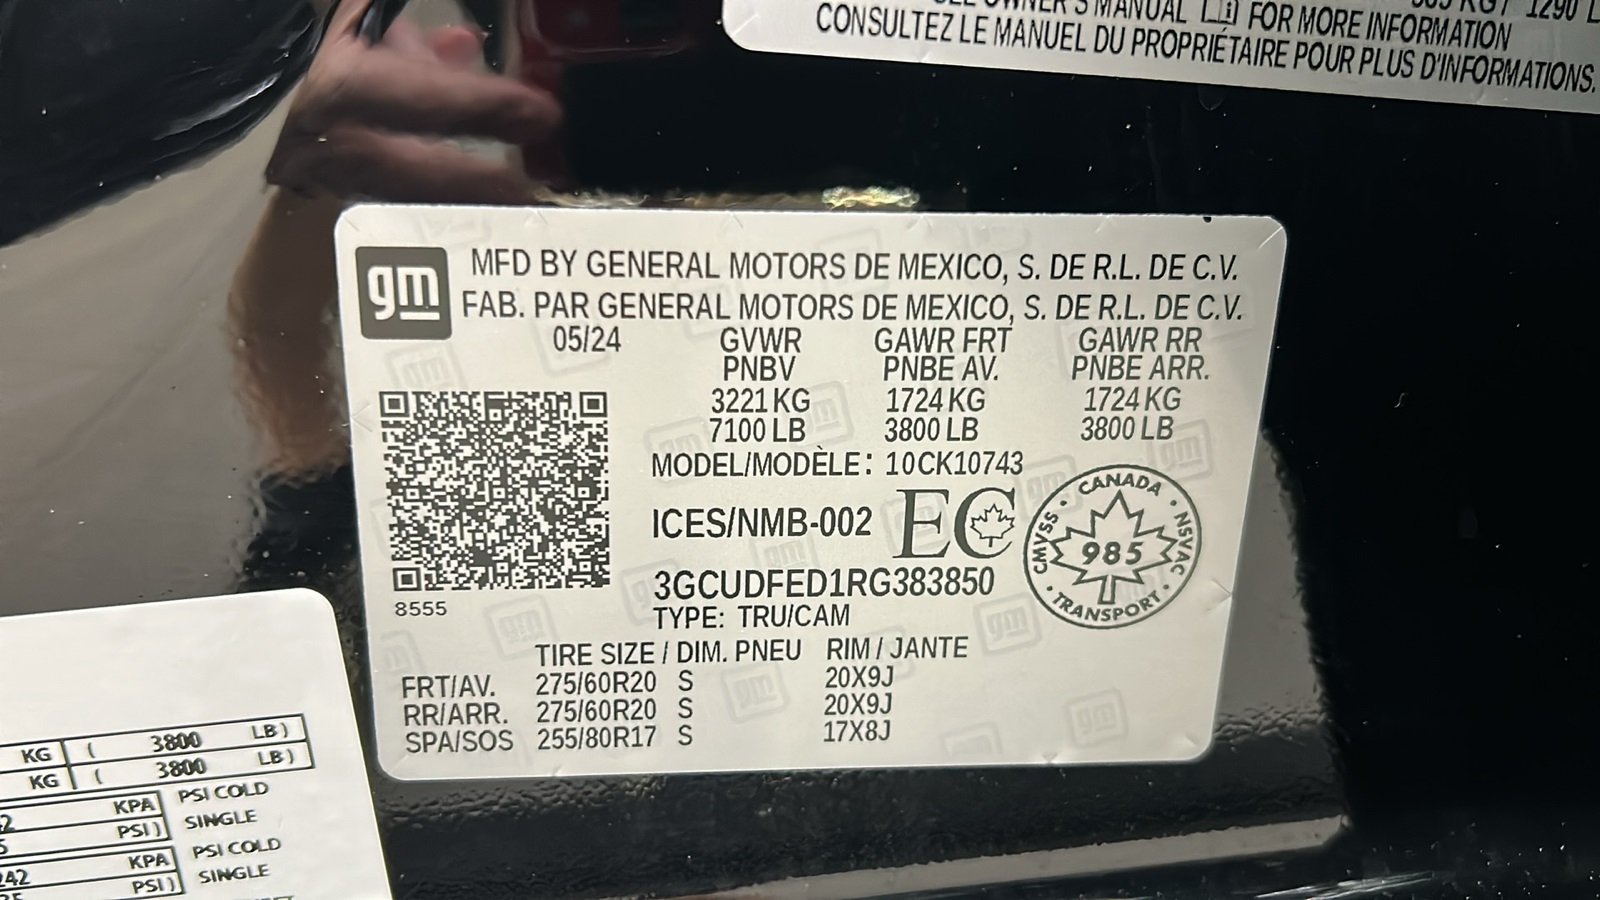 1290
OWNER'S MANUAL FOR MORE INFORMATION
CONSULTEZ LE MANUEL DU PROPRIÉTAIRE POUR PLUS D'INFORMATIONS.
gm
MFD BY GENERAL MOTORS DE MEXICO, S. DE R.L. DE C.V.
FAB. PAR GENERAL MOTORS DE MEXICO, S. DE R.L. DE C.V.
05/24 GVWR GAWR FRT GAWR RR
PNBV PNBE AV. PNBE ARR.
3221 KG 1724 KG 1724 KG
7100 LB 3800 LB 3800 LB
MODEL/MODÈLE: 10CK10743
ICES/NMB-002 EC
CANADA
CMVSS 985 NSVAC
TRANSPORT
3GCUDFED1RG383850
8555
TYPE: TRU/CAM
TIRE SIZE / DIM. PNEU RIM / JANTE
FRT/AV. 275/60R20 S 20X9J
RR/ARR. 275/60R20 S 20X9J
SPA/SOS 255/80R17 S 17X8J
KG ( 3800 LB )
KG ( 3800 LB )
KPA PSI COLD
PSI ) SINGLE
242 KPA PSI COLD
PSI ) SINGLE